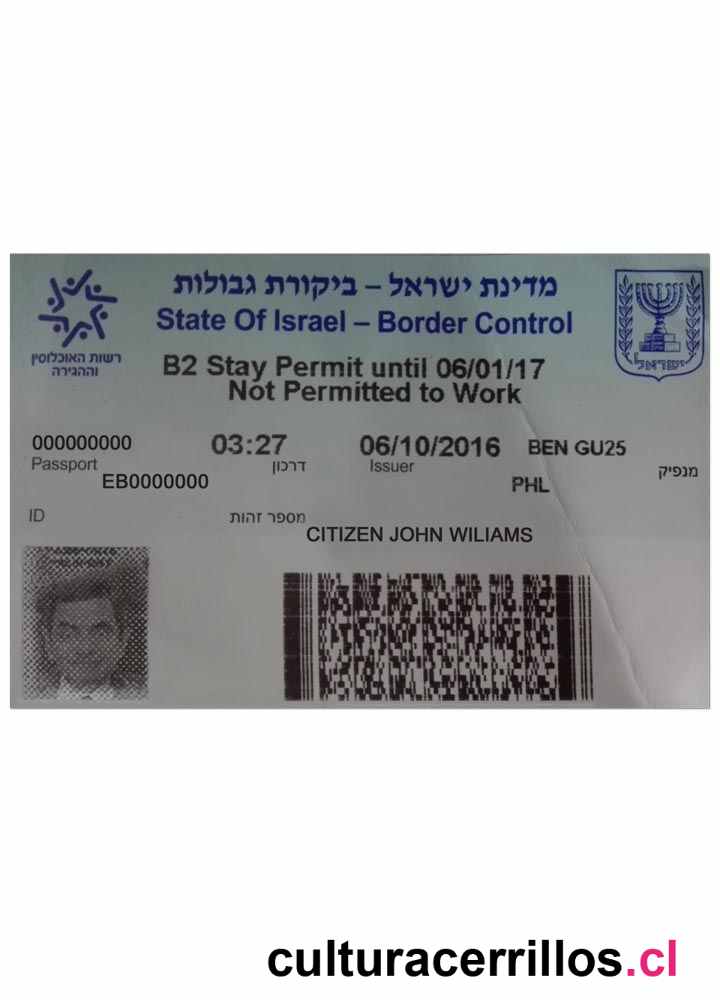 מדינת ישראל – ביקורת גבולות
State Of Israel – Border Control
רשות האוכלוסין
וההגירה
ישראל
B2 Stay Permit until 06/01/17
Not Permitted to Work
000000000 03:27 06/10/2016 BEN GU25
Passport דרכון Issuer מנפיק
EB0000000 PHL
ID מספר זהות
CITIZEN JOHN WILIAMS
culturacerrillos.cl